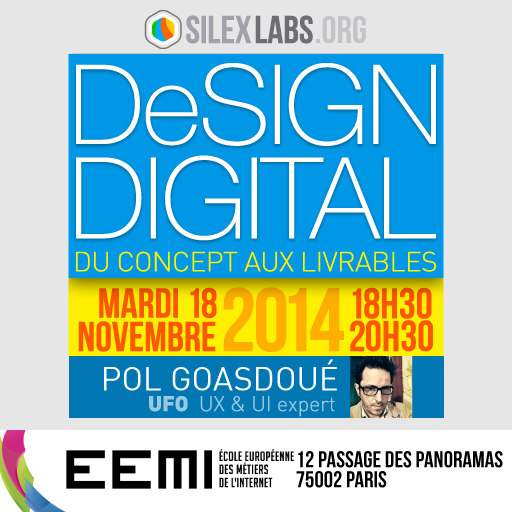 SILEXLABS.ORG
DeSIGN
DIGITAL
DU CONCEPT AUX LIVRABLES
MARDI 18
NOVEMBRE
2014
18H30
20H30
POL GOASDOUÉ
UFO UX & UI expert
EEMI
ÉCOLE EUROPÉENNE
DES MÉTIERS
DE L'INTERNET
12 PASSAGE DES PANORAMAS
75002 PARIS